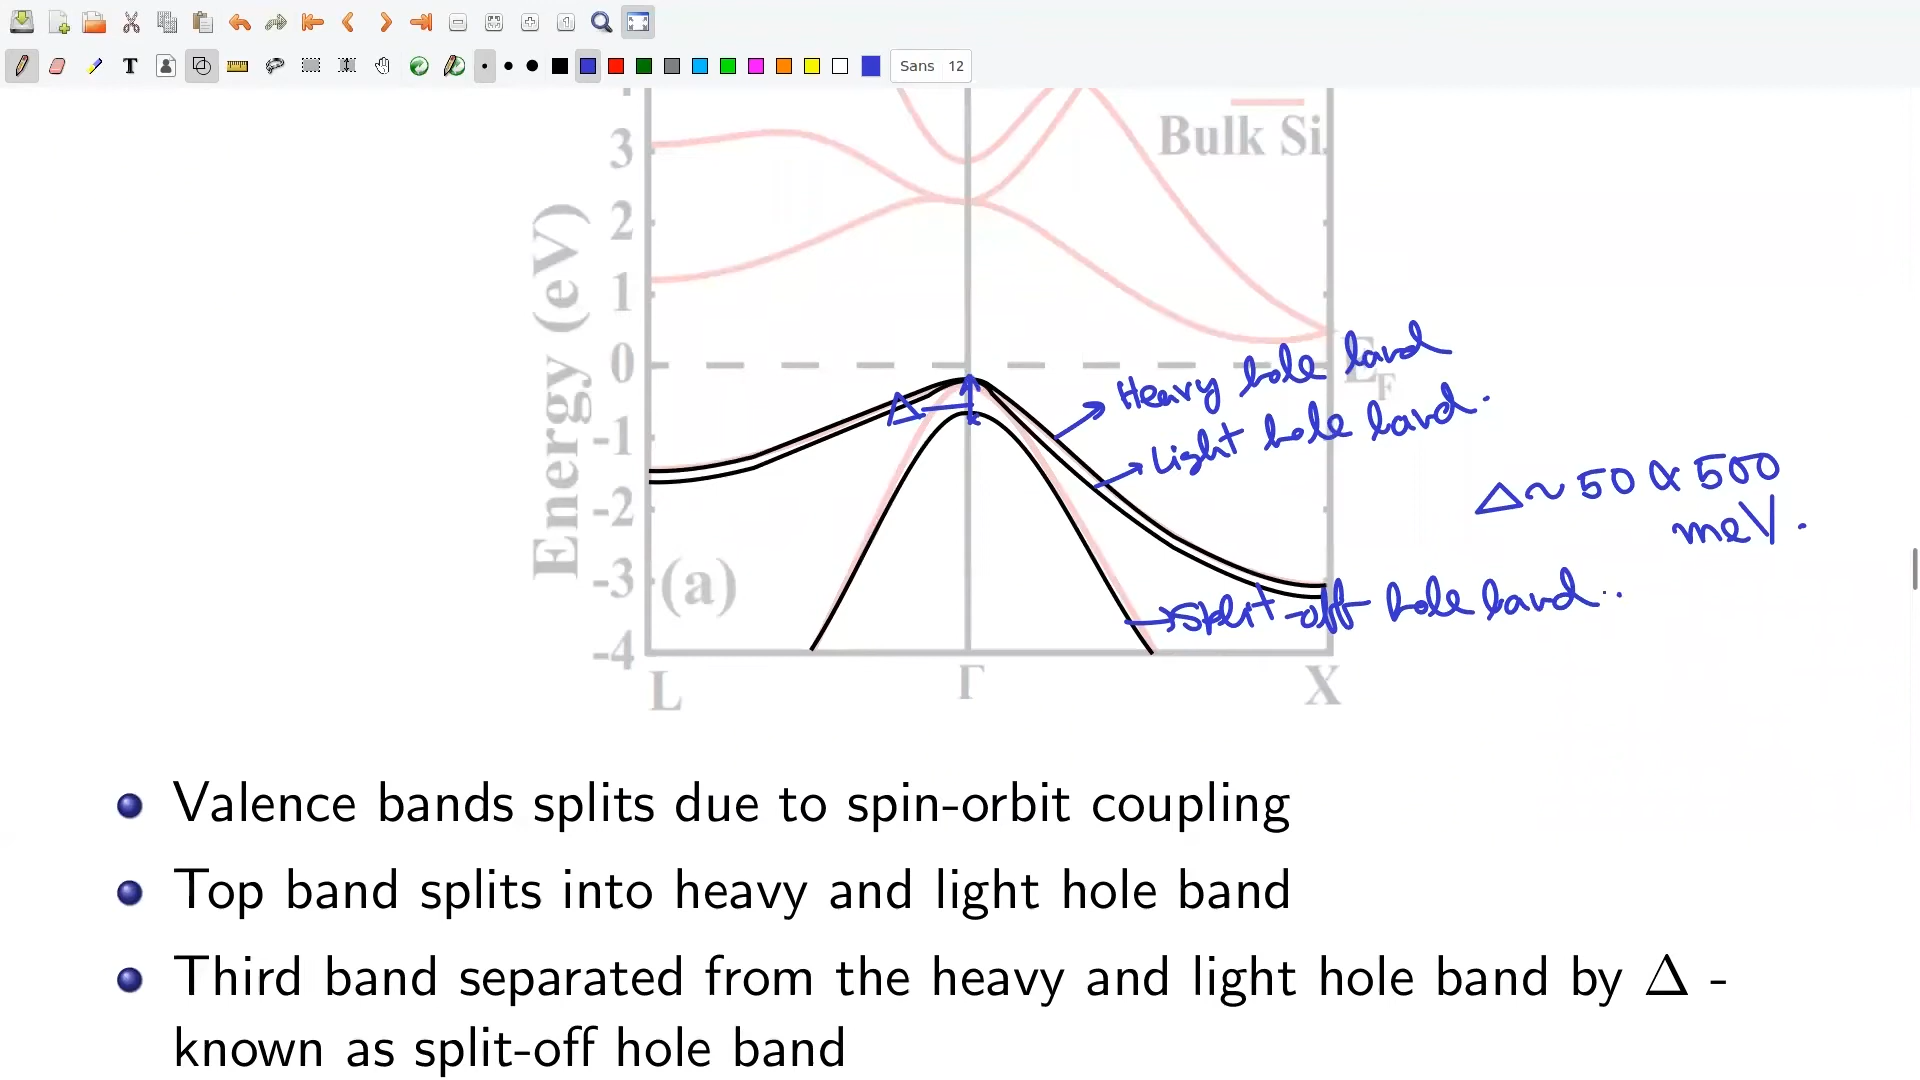 T
Sans 12
Bulk Si
3
2
1
0
-1
-2
-3
-4
Energy (eV)
E_F
(a)
L
Γ
X
Δ
Heavy hole band
Light hole band.
Δ ~ 50 & 500
meV.
Split-off hole band.
Valence bands splits due to spin-orbit coupling
Top band splits into heavy and light hole band
Third band separated from the heavy and light hole band by Δ -
known as split-off hole band